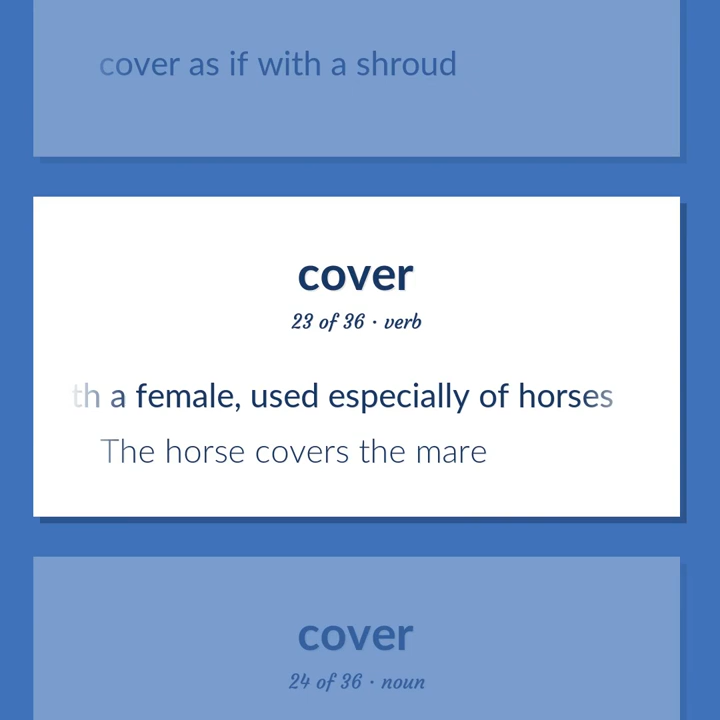 cover as if with a shroud
cover
23 of 36 · verb
th a female, used especially of horses
The horse covers the mare
cover
24 of 36 · noun